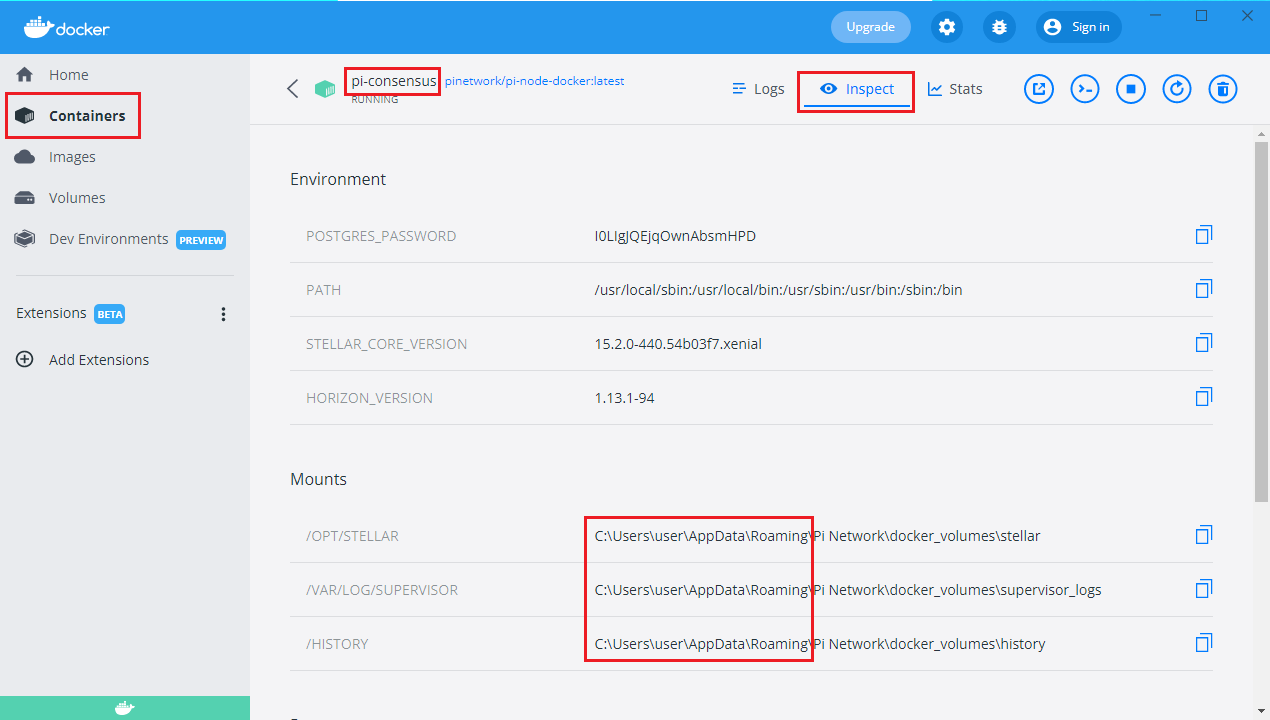 docker
Upgrade
Sign in
Home
Containers
Images
Volumes
Dev Environments PREVIEW
Extensions BETA
Add Extensions
pi-consensus pinetwork/pi-node-docker:latest
RUNNING
Logs
Inspect
Stats
Environment
POSTGRES_PASSWORD I0LIgJQEjqOwnAbsmHPD
PATH /usr/local/sbin:/usr/local/bin:/usr/sbin:/usr/bin:/sbin:/bin
STELLAR_CORE_VERSION 15.2.0-440.54b03f7.xenial
HORIZON_VERSION 1.13.1-94
Mounts
/OPT/STELLAR C:\Users\user\AppData\Roaming\Pi Network\docker_volumes\stellar
/VAR/LOG/SUPERVISOR C:\Users\user\AppData\Roaming\Pi Network\docker_volumes\supervisor_logs
/HISTORY C:\Users\user\AppData\Roaming\Pi Network\docker_volumes\history